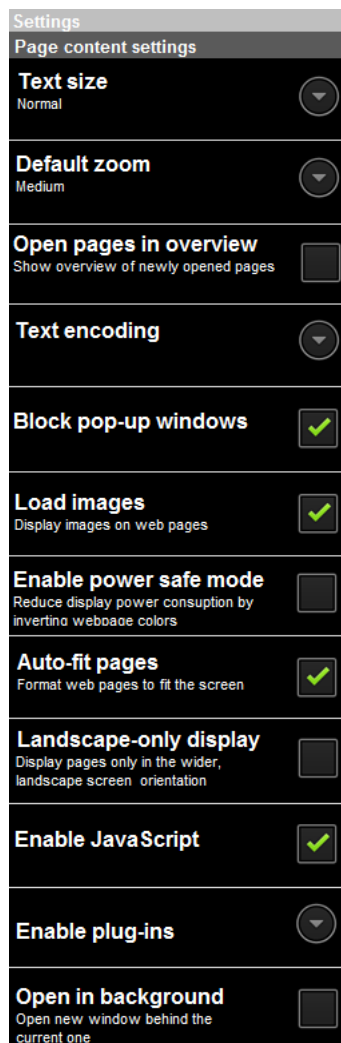 Settings
Page content settings
Text size
Normal
Default zoom
Medium
Open pages in overview
Show overview of newly opened pages
Text encoding
Block pop-up windows
Load images
Display images on web pages
Enable power safe mode
Reduce display power consuption by
inverting webpage colors
Auto-fit pages
Format web pages to fit the screen
Landscape-only display
Display pages only in the wider,
landscape screen orientation
Enable JavaScript
Enable plug-ins
Open in background
Open new window behind the
current one